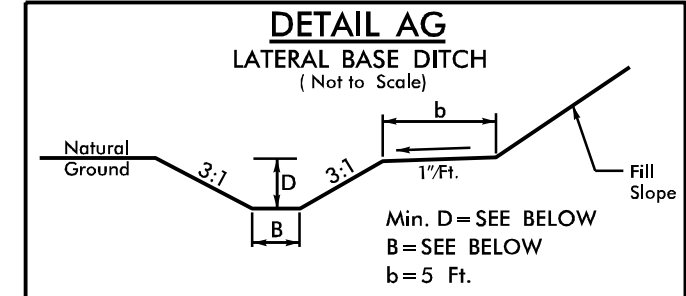 DETAIL AG
LATERAL BASE DITCH
( Not to Scale)
b
Natural
Ground
3:1
D
3:1
1"/Ft.
Fill
Slope
B
Min. D=SEE BELOW
B=SEE BELOW
b=5 Ft.